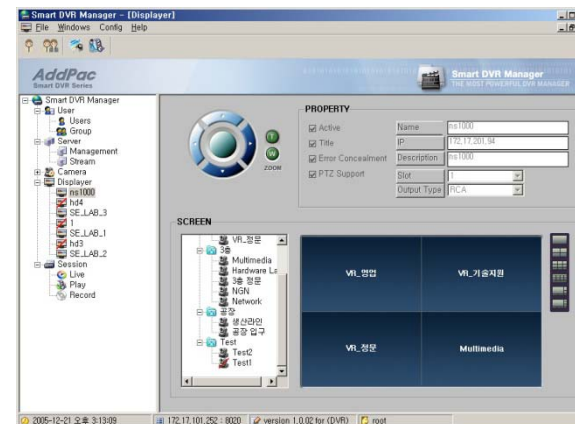 Smart DVR Manager - [Displayer]
File Windows Config Help
AddPac
Smart DVR Series
Smart DVR Manager
THE MOST POWERFUL DVR MANAGER
Smart DVR Manager
User
Users
Group
Server
Management
Stream
Camera
Displayer
ns1000
hd4
SE_LAB_3
1
SE_LAB_1
hd3
SE_LAB_2
Session
Live
Play
Record
T
W
ZOOM
PROPERTY
Active
Title
Error Concealment
PTZ Support
Name ns1000
IP 172,17,201,94
Description ns1000
Slot 1
Output Type RCA
SCREEN
VR_정문
3층
Multimedia
Hardware La
3층 정문
NGN
Network
공장
생산라인
공장 입구
Test
Test2
Test1
VR_영업
VR_기술지원
VR_정문
Multimedia
2005-12-21 오후 3:13:09
172.17.101.252 : 8020
version 1.0.02 for (DVR)
root